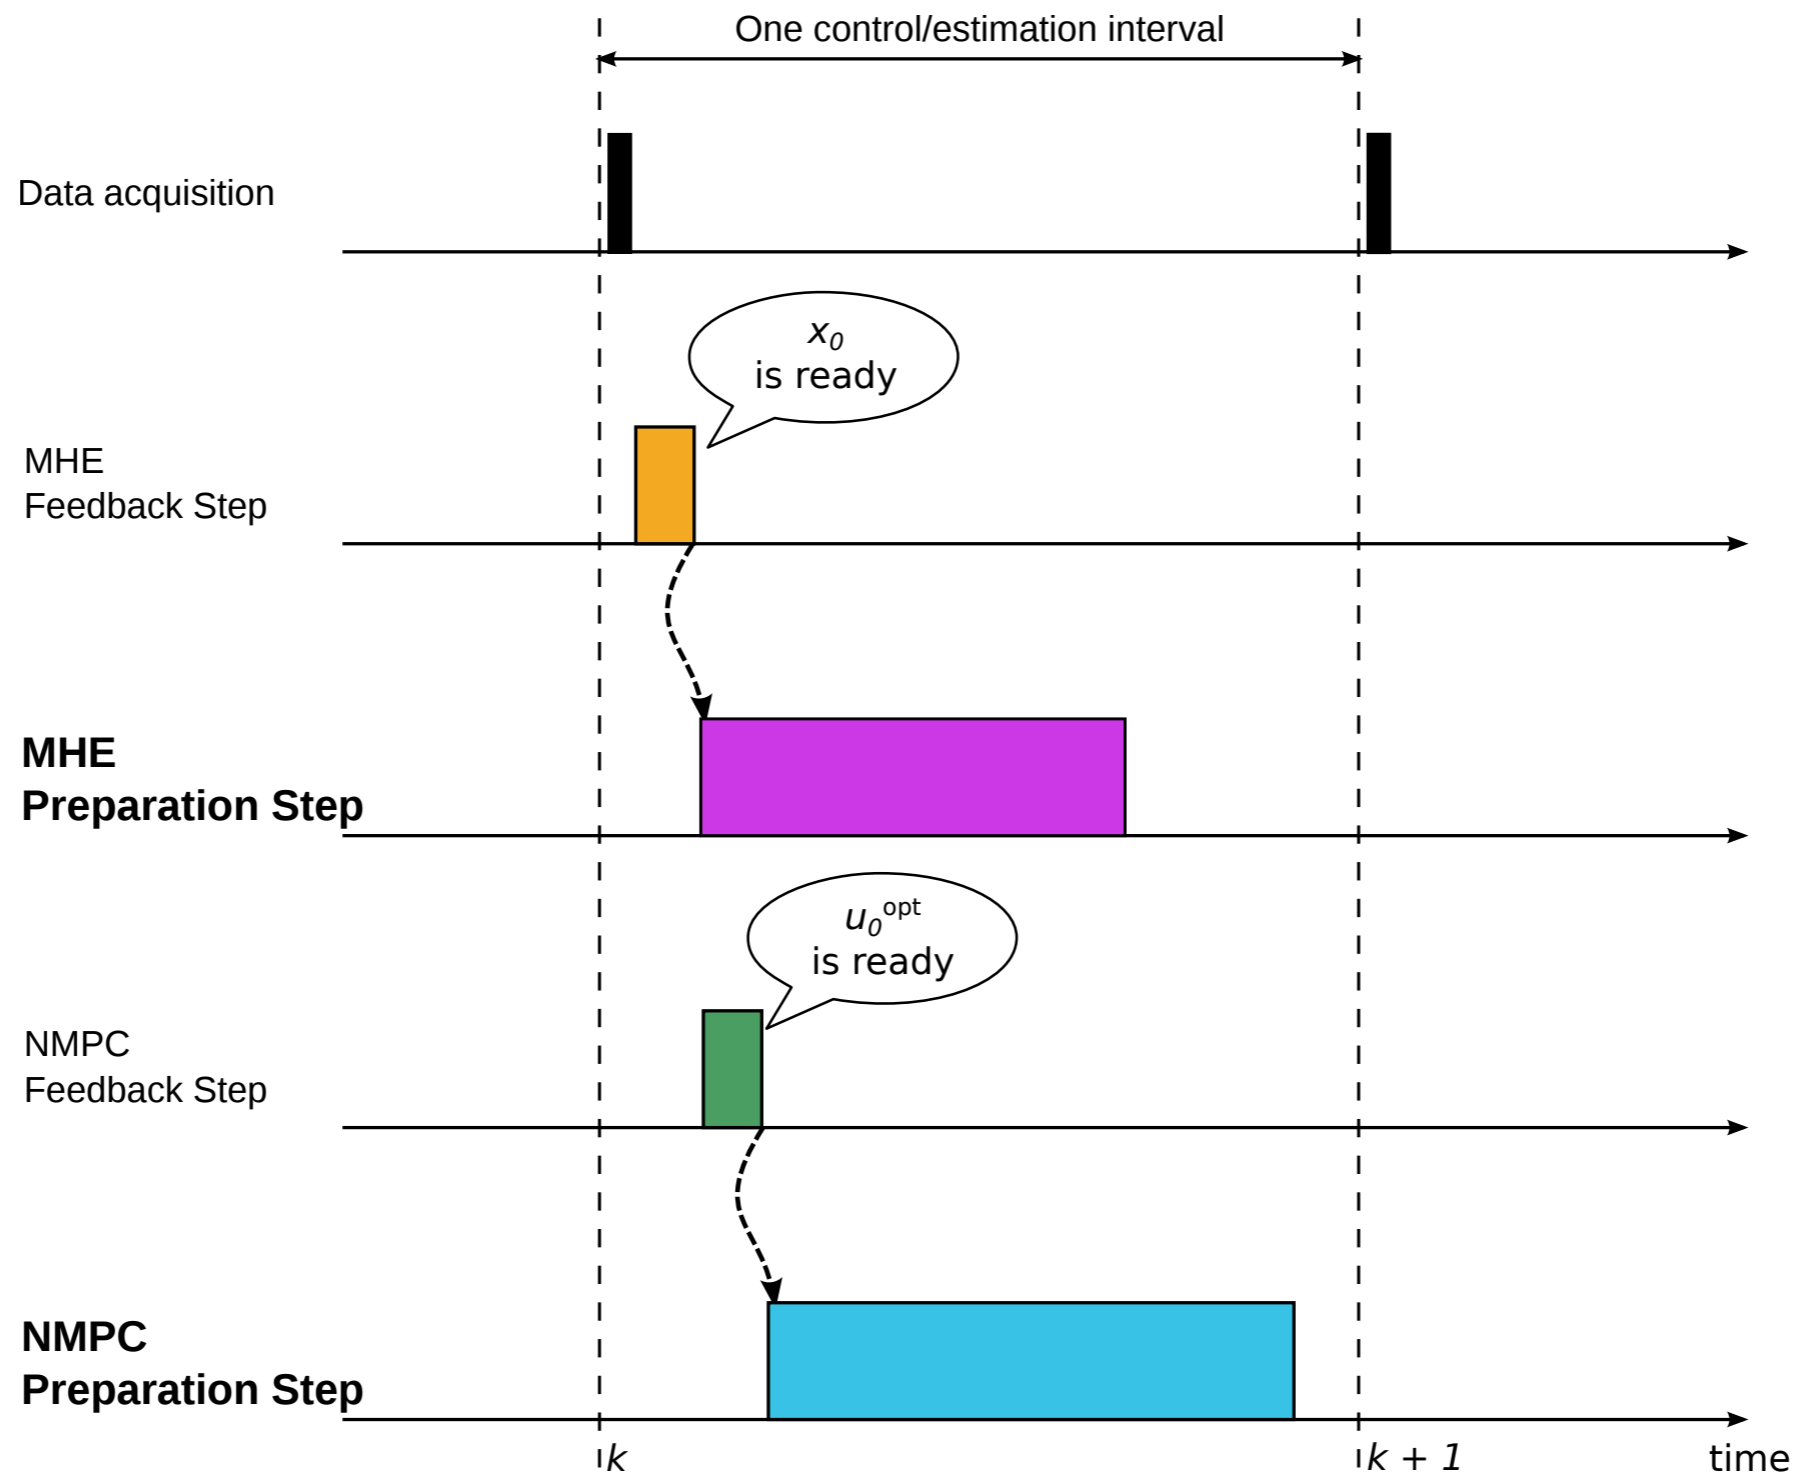 One control/estimation interval
Data acquisition
x₀
is ready
MHE
Feedback Step
MHE
Preparation Step
u₀ᵒᵖᵗ
is ready
NMPC
Feedback Step
NMPC
Preparation Step
k
k + 1
time